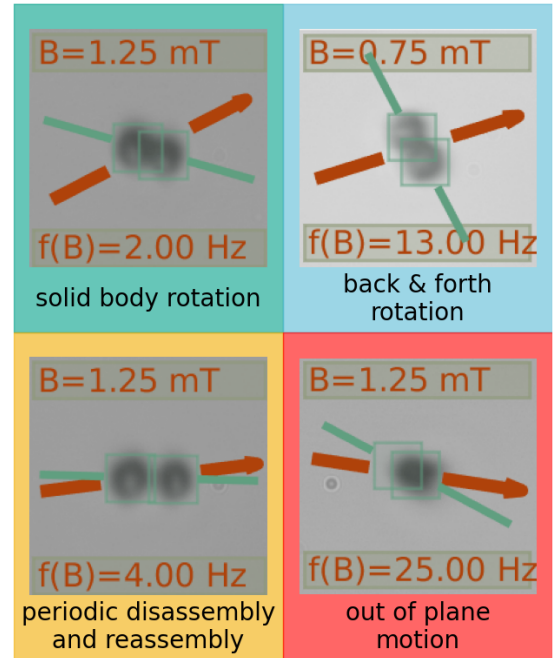 B=1.25 mT
f(B)=2.00 Hz
solid body rotation
B=0.75 mT
f(B)=13.00 Hz
back & forth
rotation
B=1.25 mT
f(B)=4.00 Hz
periodic disassembly
and reassembly
B=1.25 mT
f(B)=25.00 Hz
out of plane
motion